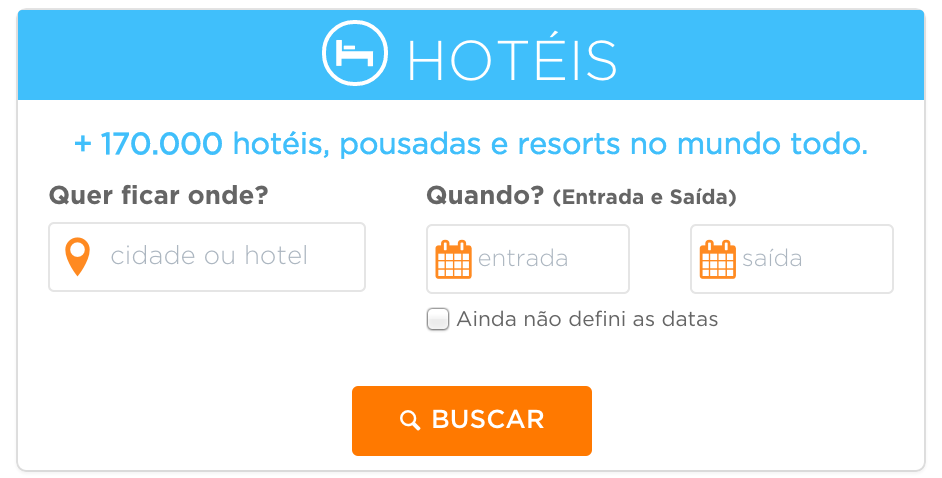 HOTÉIS
+ 170.000 hotéis, pousadas e resorts no mundo todo.
Quer ficar onde?
Quando? (Entrada e Saída)
cidade ou hotel
entrada
saída
Ainda não defini as datas
BUSCAR